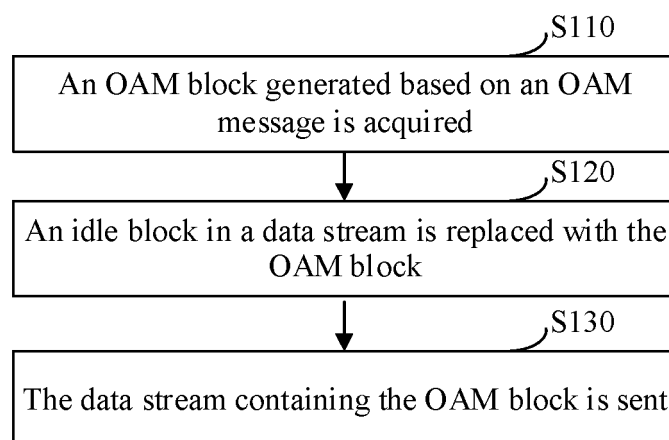 S110
An OAM block generated based on an OAM
message is acquired
S120
An idle block in a data stream is replaced with the
OAM block
S130
The data stream containing the OAM block is sent